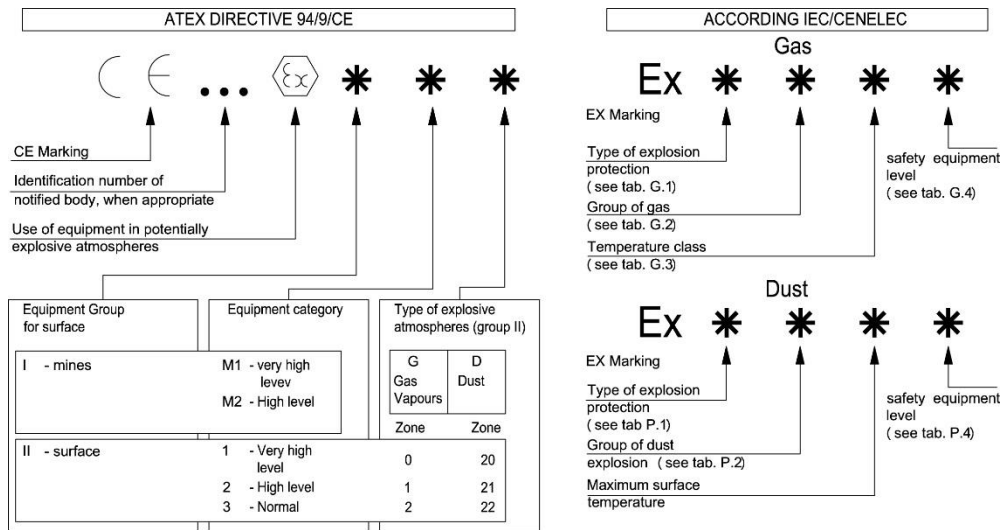 ATEX DIRECTIVE 94/9/CE
CE ... Ex * * *
CE Marking
Identification number of
notified body, when appropriate
Use of equipment in potentially
explosive atmospheres
Equipment Group
for surface
Equipment category
Type of explosive
atmospheres (group II)
I - mines
M1 - very high
levev
M2 - High level
G
Gas
Vapours
D
Dust
Zone Zone
II - surface
1 - Very high
level
2 - High level
3 - Normal
0 20
1 21
2 22
ACCORDING IEC/CENELEC
Gas
Ex * * * *
EX Marking
Type of explosion
protection
( see tab. G.1)
Group of gas
( see tab. G.2)
Temperature class
( see tab. G.3)
safety equipment
level
( see tab. G.4)
Dust
Ex * * * *
EX Marking
Type of explosion
protection
( see tab P.1)
Group of dust
explosion ( see tab. P.2)
Maximum surface
temperature
safety equipment
level
( see tab. P.4)